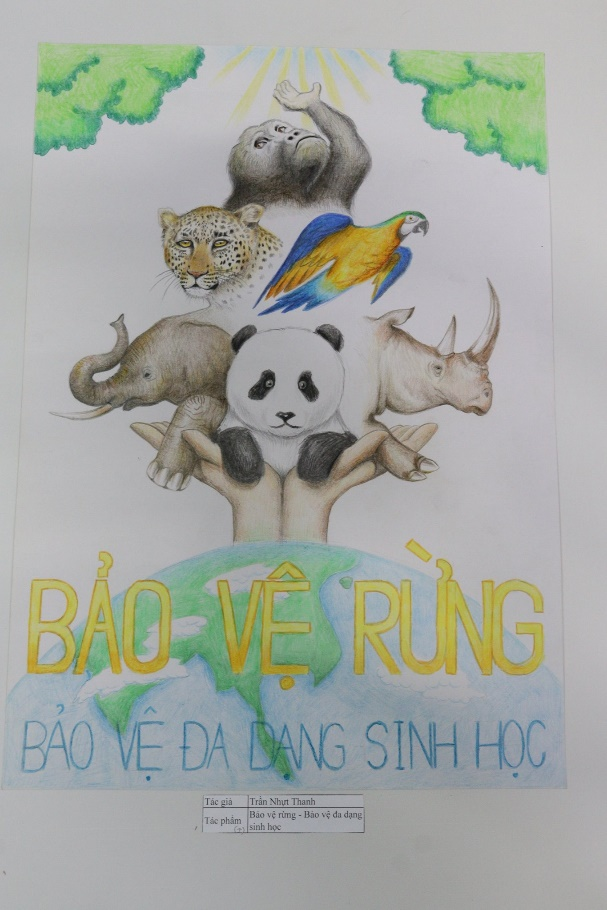 BẢO VỆ RỪNG
BẢO VỆ ĐA DẠNG SINH HỌC
Tác giả Trần Nhựt Thanh
Tác phẩm Bảo vệ rừng - Bảo vệ đa dạng
sinh học